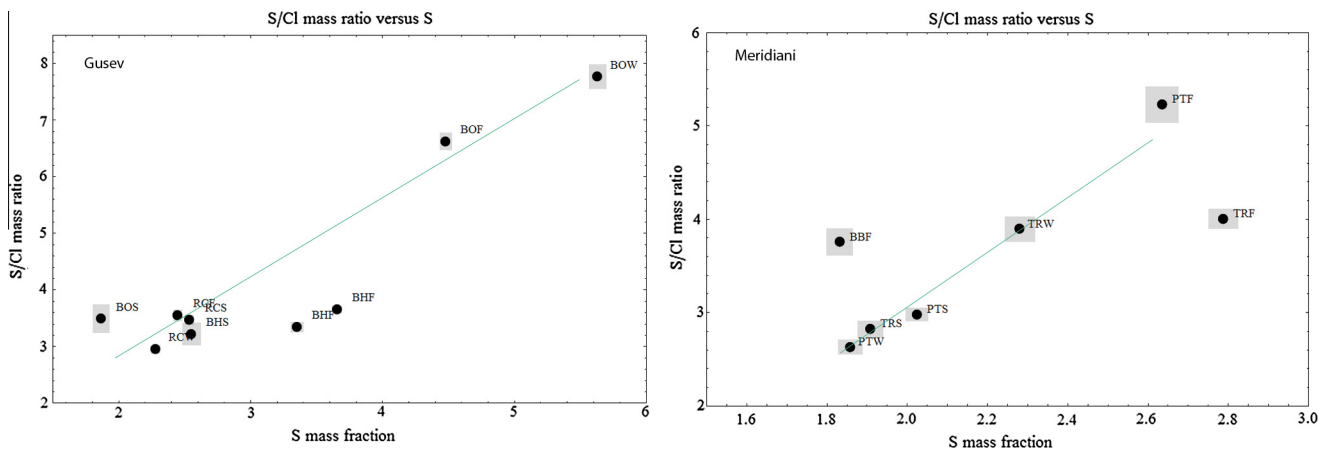 S/Cl mass ratio versus S
Gusev
S/Cl mass ratio
8
7
6
5
4
3
2
BOW
BOF
BOS
RCF
RCS
BHS
RCW
BHF
BHF
2
3
4
5
6
S mass fraction
S/Cl mass ratio versus S
Meridiani
S/Cl mass ratio
6
5
4
3
2
PTF
TRF
TRW
BBF
PTS
TRS
PTW
1.6
1.8
2.0
2.2
2.4
2.6
2.8
3.0
S mass fraction